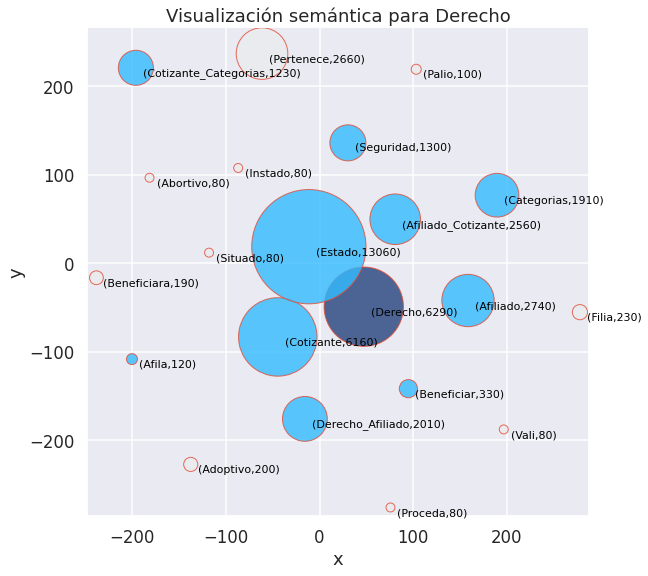 Visualización semántica para Derecho
(Pertenece,2660)
(Cotizante_Categorias,1230)
(Palio,100)
200
(Seguridad,1300)
(Instado,80)
(Abortivo,80)
100
(Categorias,1910)
(Afiliado_Cotizante,2560)
(Estado,13060)
(Situado,80)
0
(Beneficiara,190)
y
(Afiliado,2740)
(Derecho,6290)
(Filia,230)
(Cotizante,6160)
−100
(Afila,120)
(Beneficiar,330)
(Derecho_Afiliado,2010)
(Vali,80)
−200
(Adoptivo,200)
(Proceda,80)
−200 −100 0 100 200
x